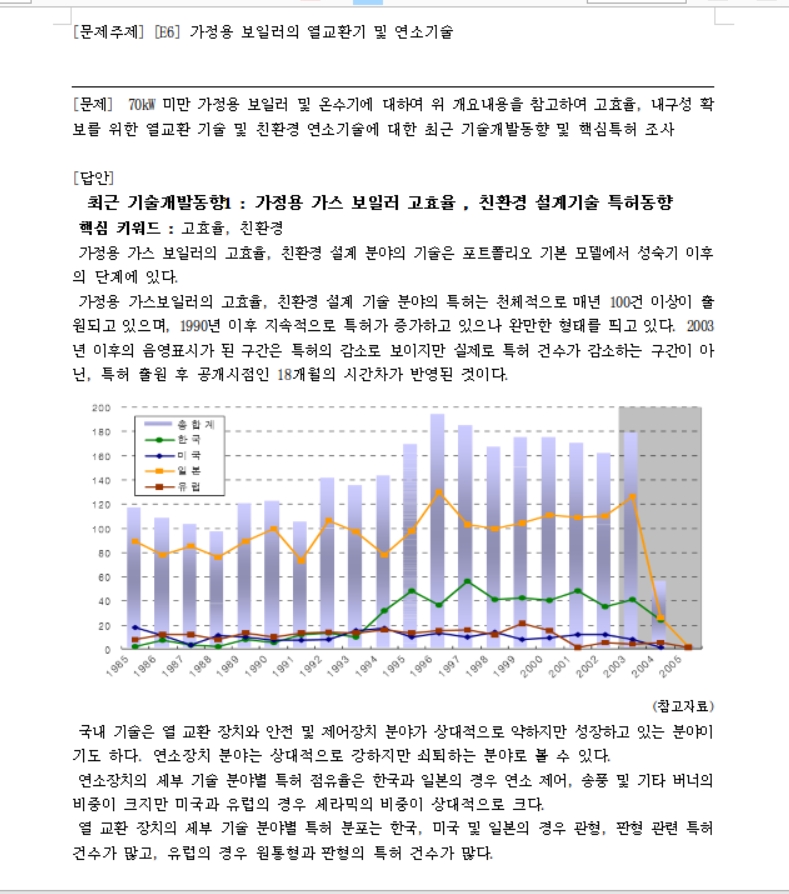 [문제주제] [E6] 가정용 보일러의 열교환기 및 연소기술
[문제] 70kW 미만 가정용 보일러 및 온수기에 대하여 위 개요내용을 참고하여 고효율, 내구성 확
보를 위한 열교환 기술 및 친환경 연소기술에 대한 최근 기술개발동향 및 핵심특허 조사
[답안]
최근 기술개발동향1 : 가정용 가스 보일러 고효율 , 친환경 설계기술 특허동향
핵심 키워드 : 고효율, 친환경
가정용 가스 보일러의 고효율, 친환경 설계 분야의 기술은 포트폴리오 기본 모델에서 성숙기 이후
의 단계에 있다.
가정용 가스보일러의 고효율, 친환경 설계 기술 분야의 특허는 천체적으로 매년 100건 이상이 출
원되고 있으며, 1990년 이후 지속적으로 특허가 증가하고 있으나 완만한 형태를 띄고 있다. 2003
년 이후의 음영표시가 된 구간은 특허의 감소로 보이지만 실제로 특허 건수가 감소하는 구간이 아
닌, 특허 출원 후 공개시점인 18개월의 시간차가 반영된 것이다.
200
180
160
140
120
100
80
60
40
20
0
총합계
한국
미국
일본
유럽
1985 1986 1987 1988 1989 1990 1991 1992 1993 1994 1995 1996 1997 1998 1999 2000 2001 2002 2003 2004 2005
(참고자료)
국내 기술은 열 교환 장치와 안전 및 제어장치 분야가 상대적으로 약하지만 성장하고 있는 분야이
기도 하다. 연소장치 분야는 상대적으로 강하지만 쇠퇴하는 분야로 볼 수 있다.
연소장치의 세부 기술 분야별 특허 점유율은 한국과 일본의 경우 연소 제어, 송풍 및 기타 버너의
비중이 크지만 미국과 유럽의 경우 세라믹의 비중이 상대적으로 크다.
열 교환 장치의 세부 기술 분야별 특허 분포는 한국, 미국 및 일본의 경우 관형, 판형 관련 특허
건수가 많고, 유럽의 경우 원통형과 판형의 특허 건수가 많다.